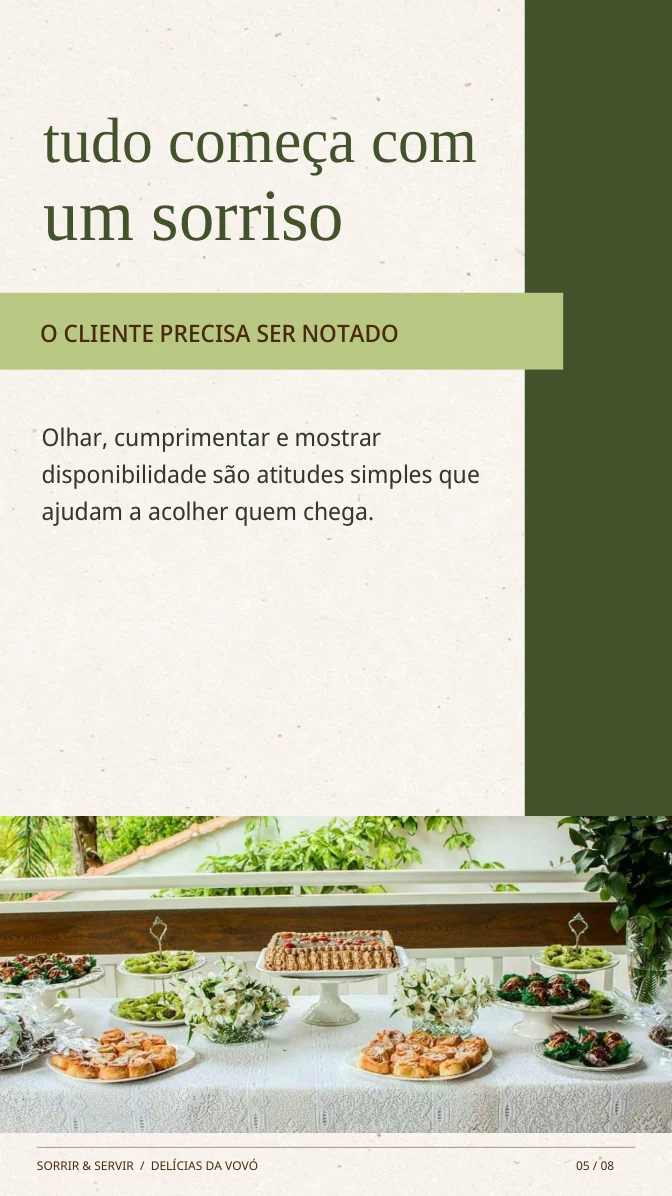 tudo começa com
um sorriso
O CLIENTE PRECISA SER NOTADO
Olhar, cumprimentar e mostrar
disponibilidade são atitudes simples que
ajudam a acolher quem chega.
SORRIR & SERVIR / DELÍCIAS DA VOVÓ
05 / 08